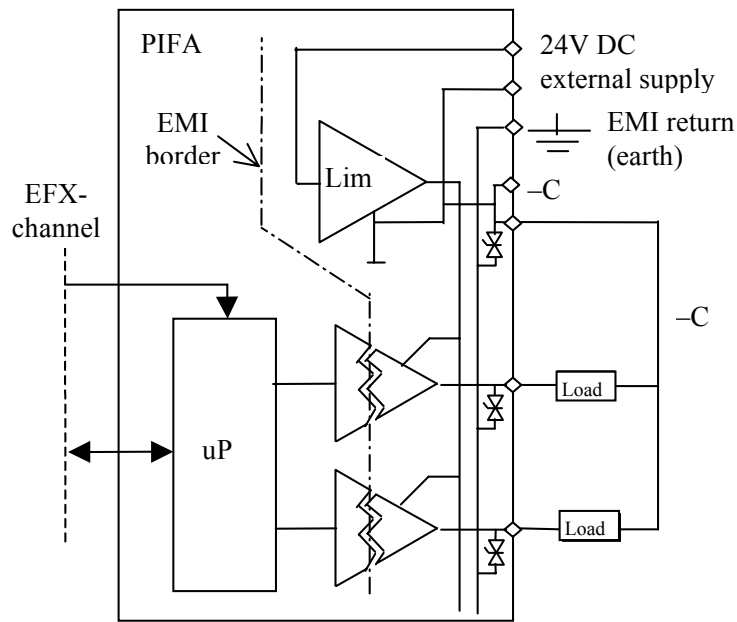 PIFA
24V DC
external supply
EMI
border
EMI return
(earth)
Lim
–C
EFX-
channel
–C
Load
uP
Load